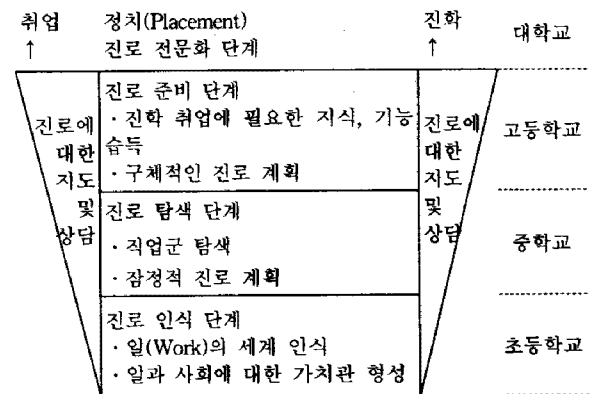 취업 정치(Placement) 진학 대학교
↑ 진로 전문화 단계 ↑
진로 준비 단계
· 진학 취업에 필요한 지식, 기능
습득
· 구체적인 진로 계획
진로에
대한
지도
및
상담
진로에
대한
지도
및
상담
고등학교
진로 탐색 단계
· 직업군 탐색
· 잠정적 진로 계획
중학교
진로 인식 단계
· 일(Work)의 세계 인식
· 일과 사회에 대한 가치관 형성
초등학교